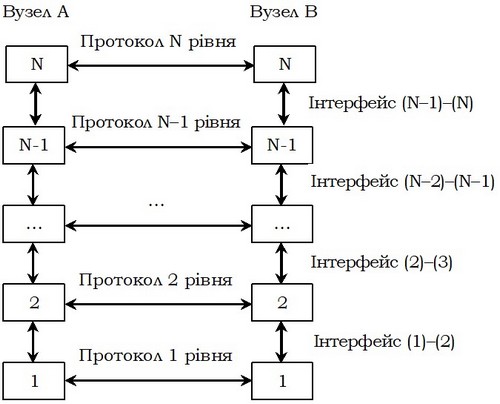 Вузел А Вузел В
Протокол N рівня
N N
Інтерфейс (N–1)–(N)
Протокол N–1 рівня
N-1 N-1
Інтерфейс (N–2)–(N–1)
...
... ...
Інтерфейс (2)–(3)
Протокол 2 рівня
2 2
Інтерфейс (1)–(2)
Протокол 1 рівня
1 1